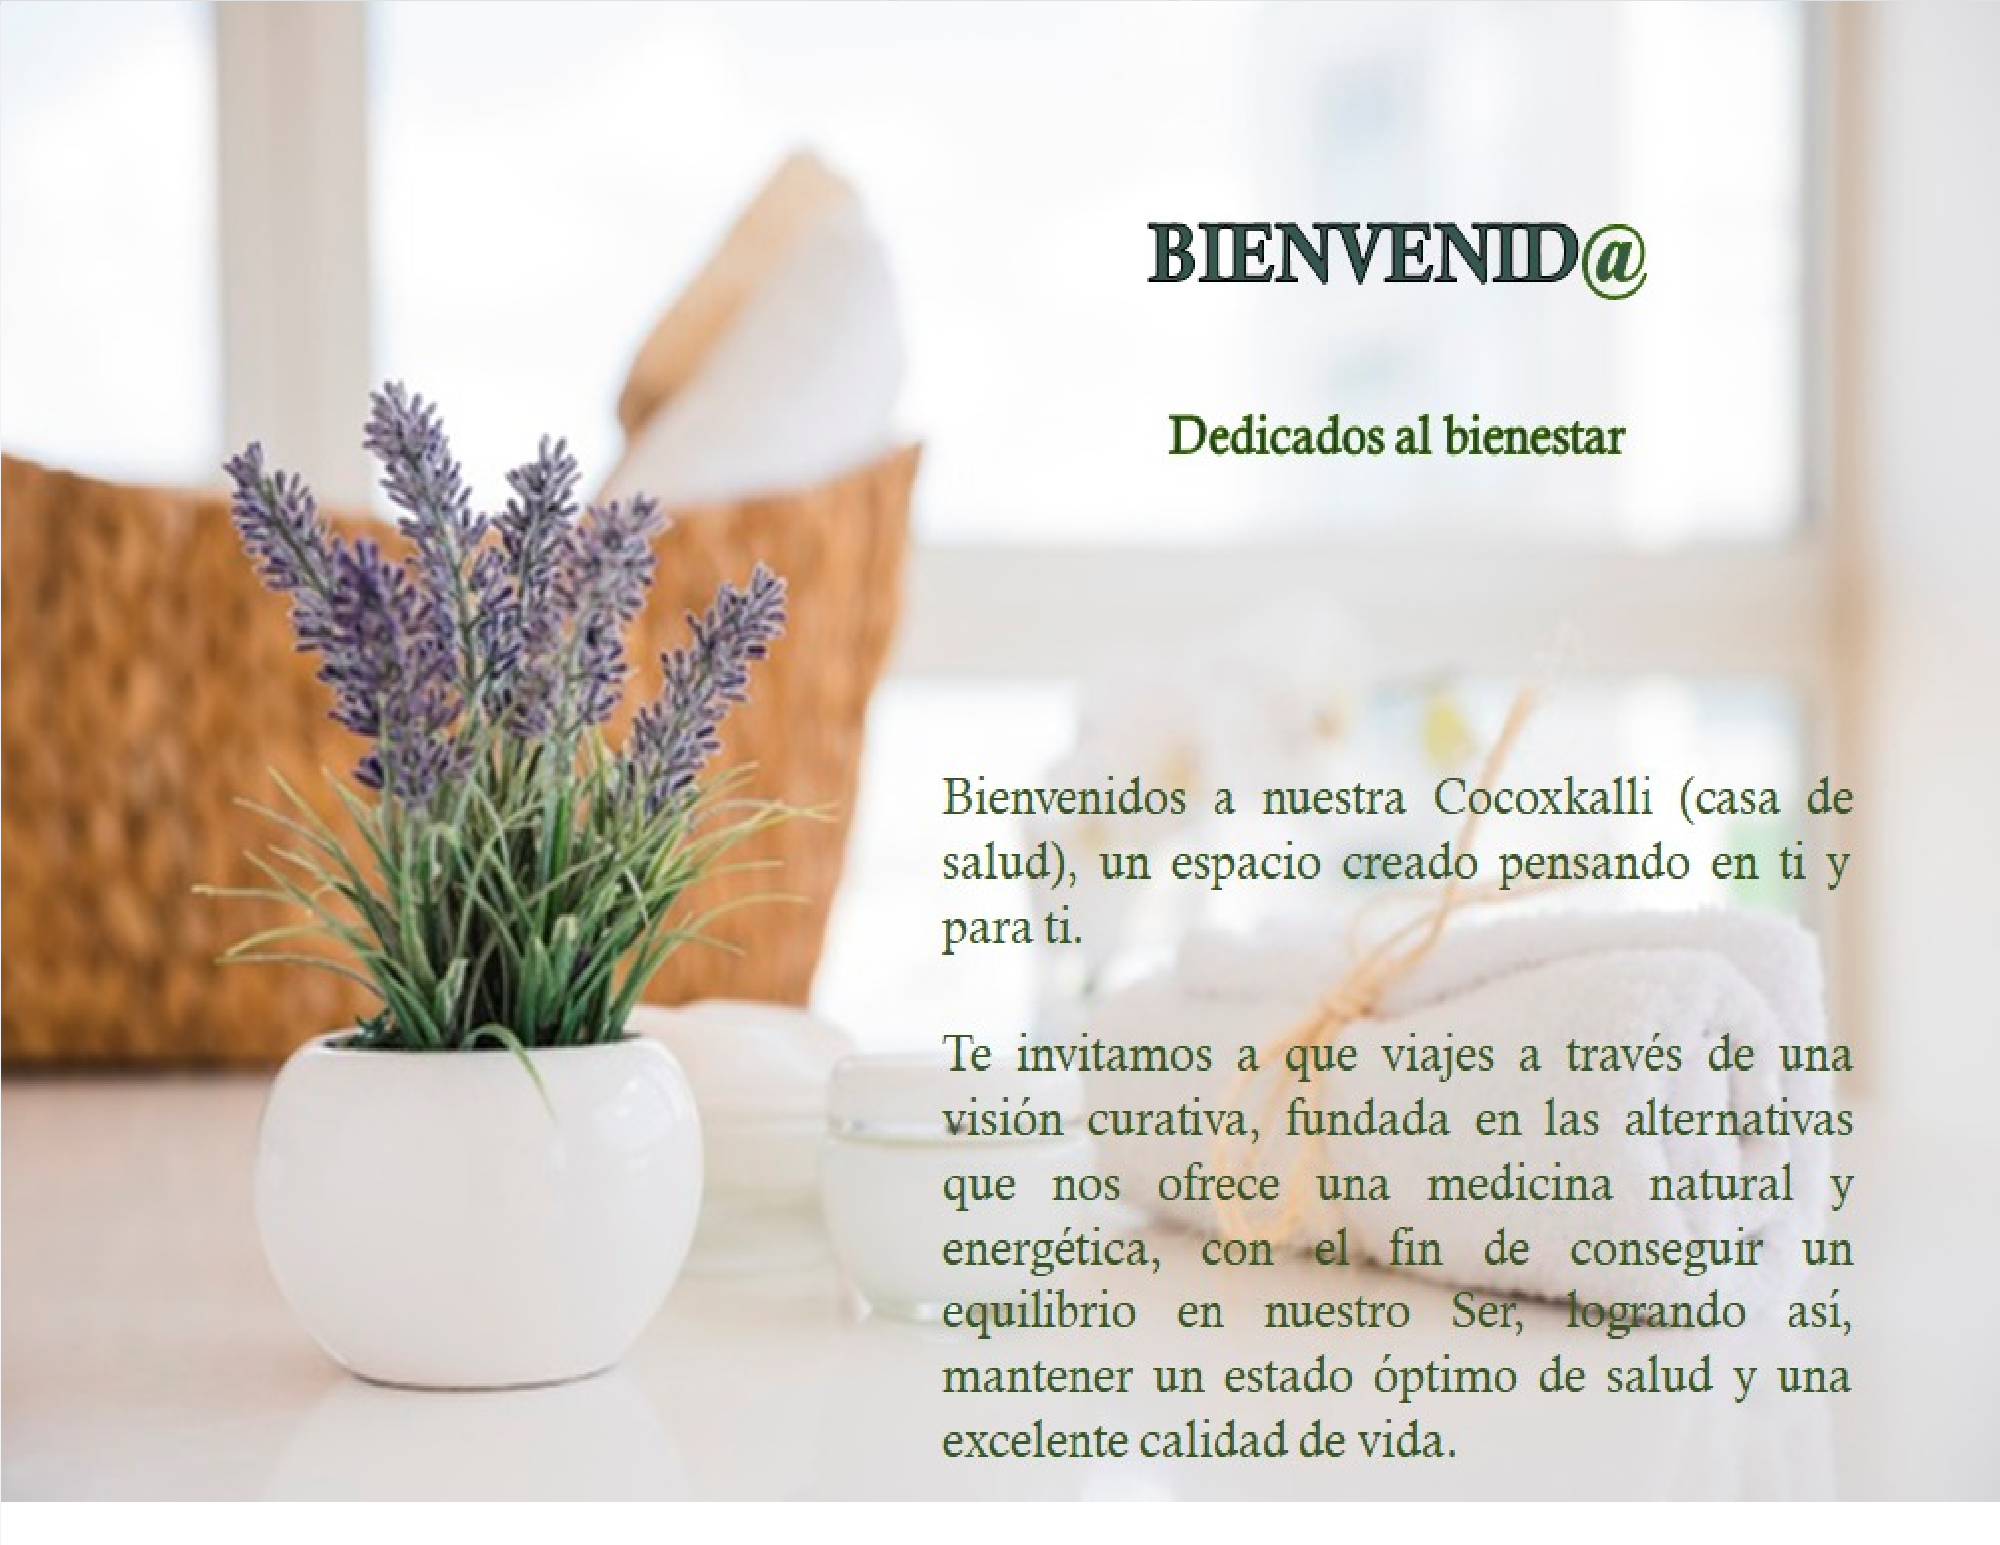 BIENVENID@
Dedicados al bienestar
Bienvenidos a nuestra Cocoxkalli (casa de
salud), un espacio creado pensando en ti y
para ti.
Te invitamos a que viajes a través de una
visión curativa, fundada en las alternativas
que nos ofrece una medicina natural y
energética, con el fin de conseguir un
equilibrio en nuestro Ser, logrando así,
mantener un estado óptimo de salud y una
excelente calidad de vida.